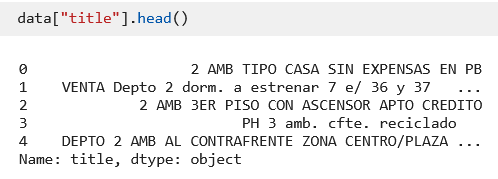 data["title"].head()
0 2 AMB TIPO CASA SIN EXPENSAS EN PB
1 VENTA Depto 2 dorm. a estrenar 7 e/ 36 y 37 ...
2 2 AMB 3ER PISO CON ASCENSOR APTO CREDITO
3 PH 3 amb. cfte. reciclado
4 DEPTO 2 AMB AL CONTRAFRENTE ZONA CENTRO/PLAZA ...
Name: title, dtype: object